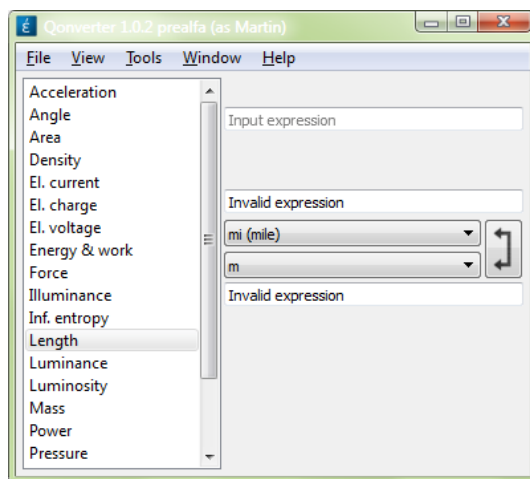 Qonverter 1.0.2 prealfa (as Martin)
File View Tools Window Help
Acceleration
Angle
Area
Density
El. current
El. charge
El. voltage
Energy & work
Force
Illuminance
Inf. entropy
Length
Luminance
Luminosity
Mass
Power
Pressure
Input expression
Invalid expression
mi (mile)
m
Invalid expression